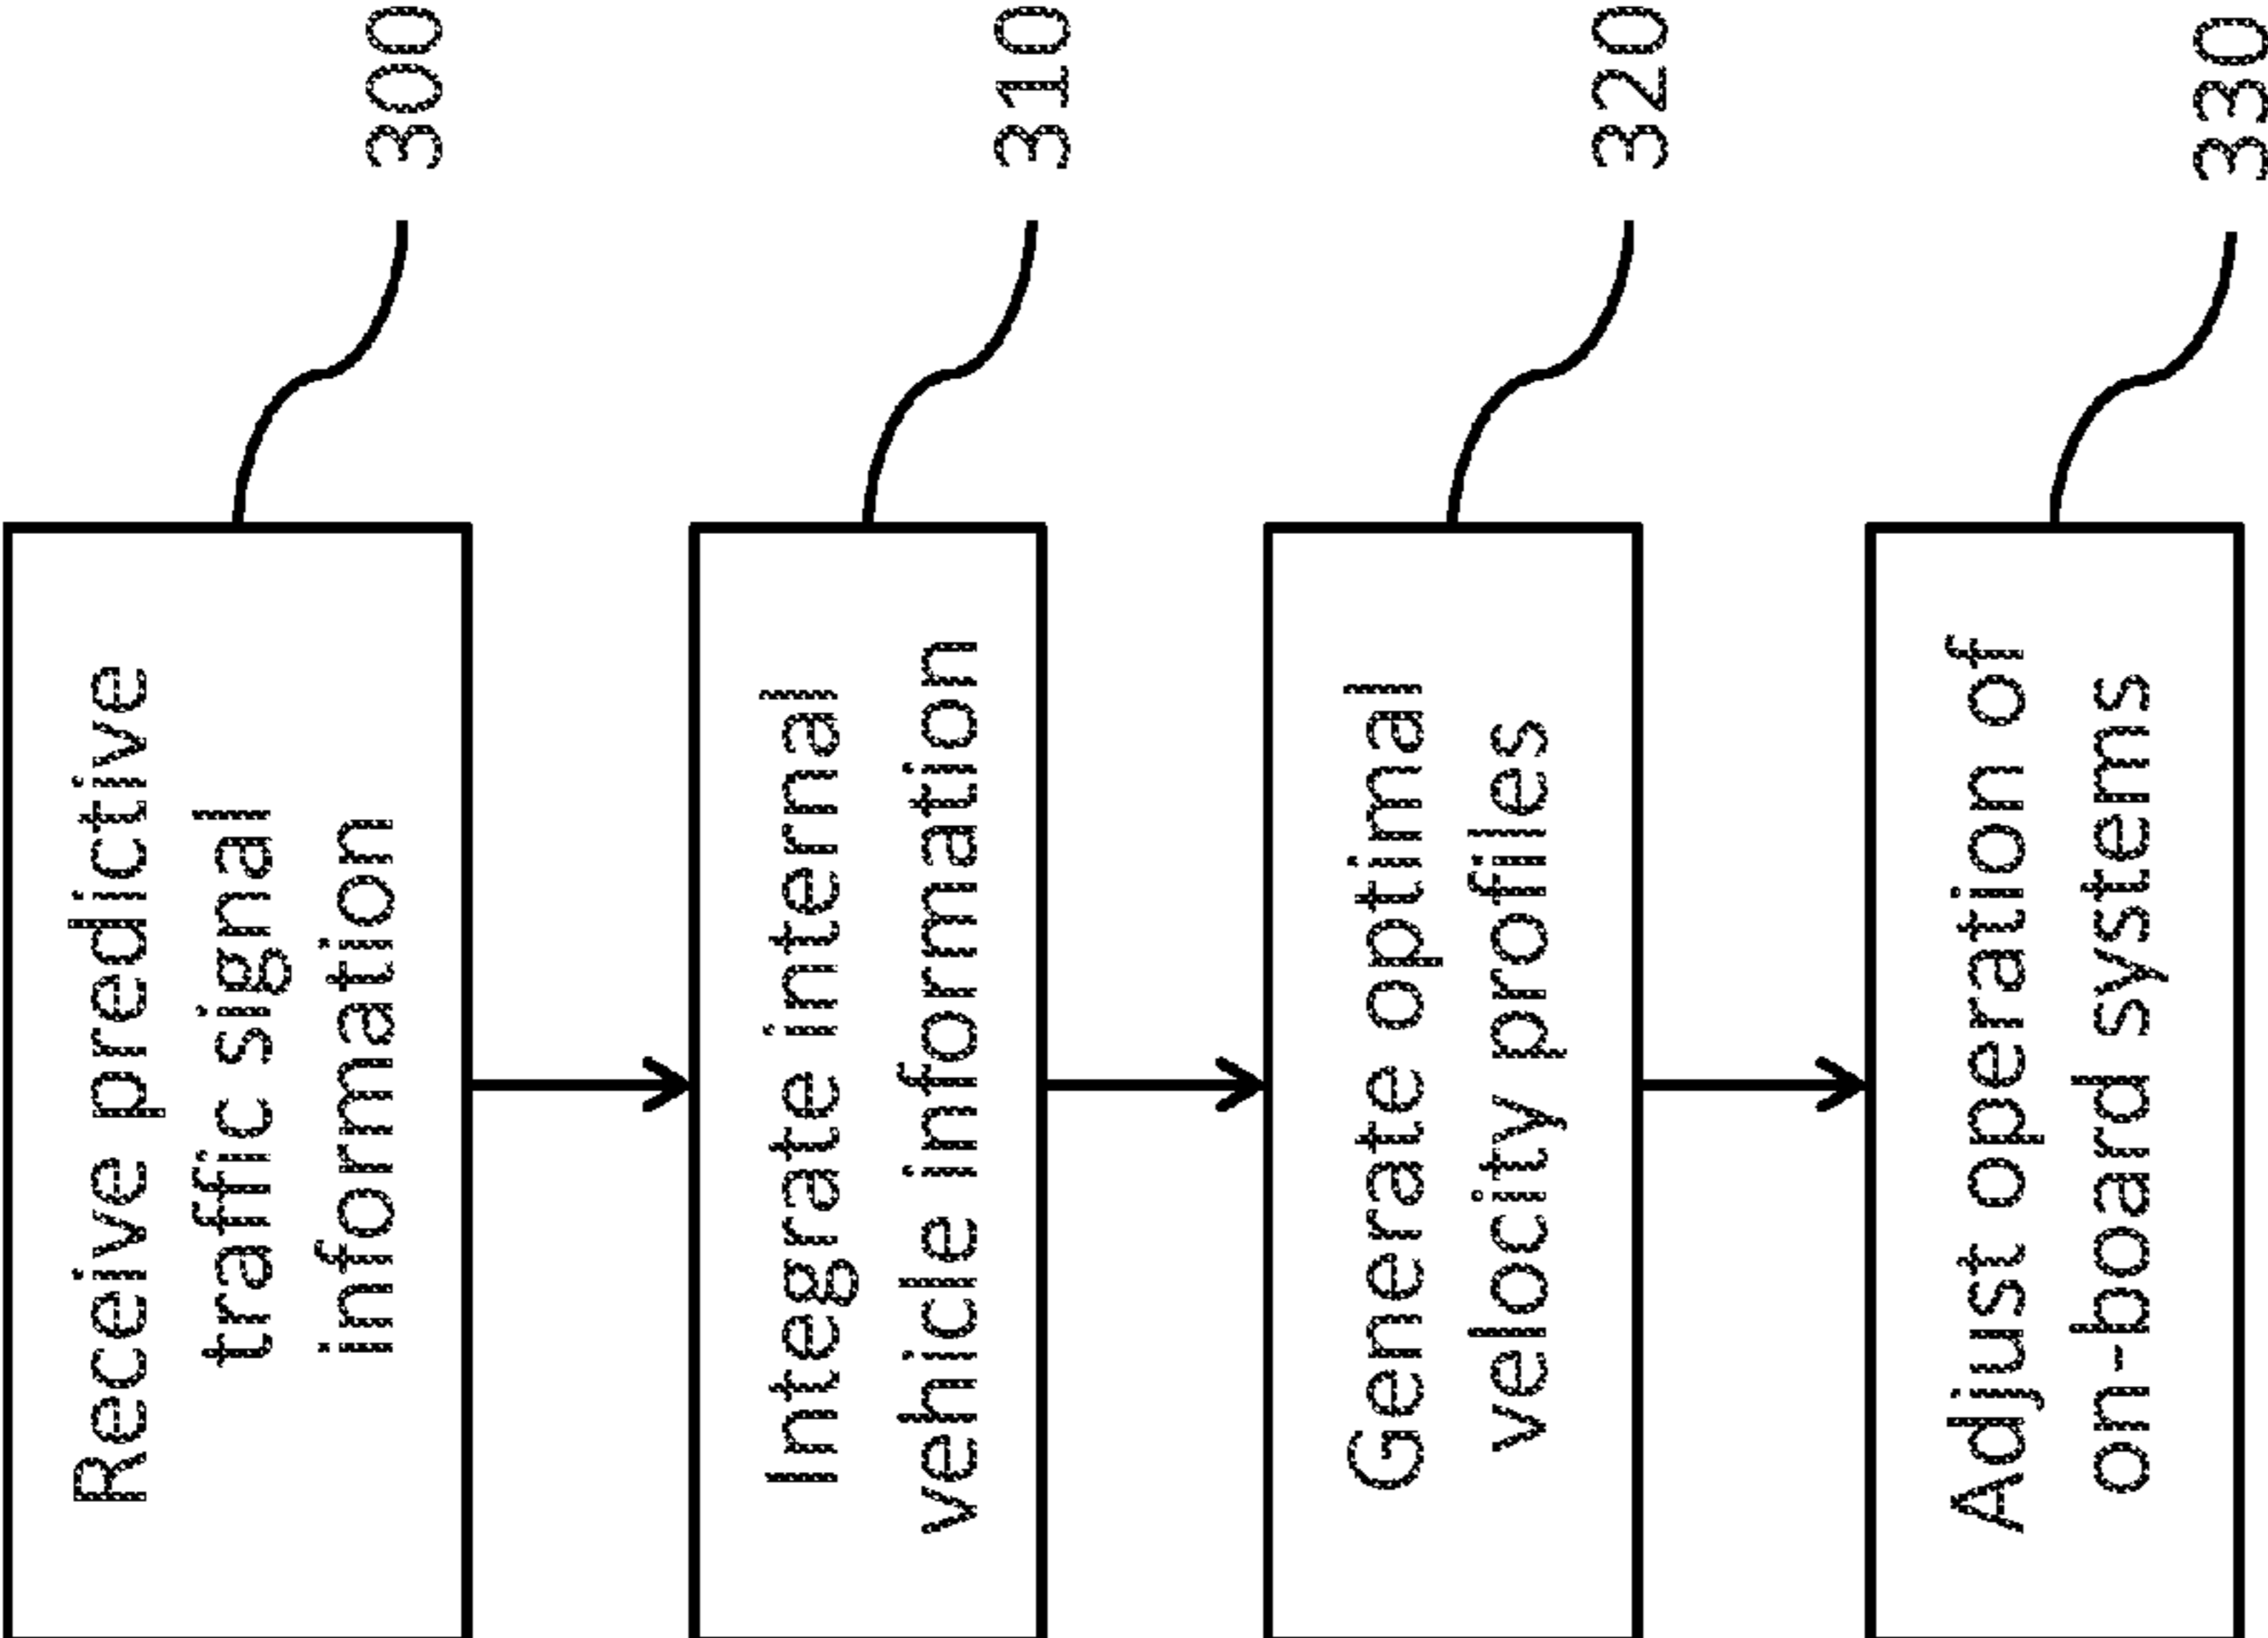 Receive predictive
traffic signal
information
300
Integrate internal
vehicle information
310
Generate optimal
velocity profiles
320
Adjust operation of
on-board systems
330